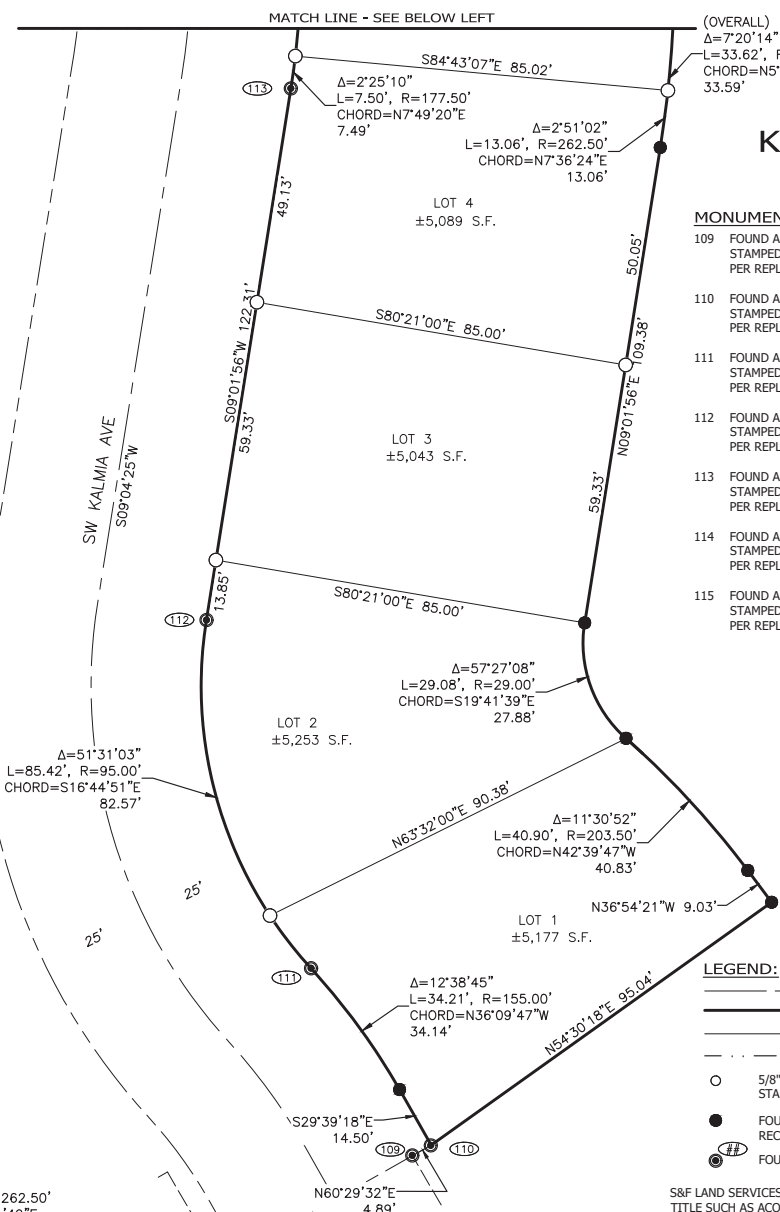 MATCH LINE - SEE BELOW LEFT
(OVERALL)
Δ=7°20'14"
L=33.62', 
CHORD=N5°
33.59'
S84°43'07"E 85.02'
113
Δ=2°25'10"
L=7.50', R=177.50'
CHORD=N7°49'20"E
7.49'
Δ=2°51'02"
L=13.06', R=262.50'
CHORD=N7°36'24"E
13.06'
K
49.13'
LOT 4
±5,089 S.F.
50.05'
MONUMEN
109 FOUND A
STAMPED
PER REPL
110 FOUND A
STAMPED
PER REPL
111 FOUND A
STAMPED
PER REPL
112 FOUND A
STAMPED
PER REPL
113 FOUND A
STAMPED
PER REPL
114 FOUND A
STAMPED
PER REPL
115 FOUND A
STAMPED
PER REPL
S80°21'00"E 85.00'
S09°01'56"W 122.31'
N09°01'56"E 109.38'
59.33'
LOT 3
±5,043 S.F.
59.33'
SW KALMIA AVE
S09°04'25"W
S80°21'00"E 85.00'
13.85'
112
Δ=57°27'08"
L=29.08', R=29.00'
CHORD=S19°41'39"E
27.88'
LOT 2
±5,253 S.F.
Δ=51°31'03"
L=85.42', R=95.00'
CHORD=S16°44'51"E
82.57'
N63°32'00"E 90.38'
Δ=11°30'52"
L=40.90', R=203.50'
CHORD=N42°39'47"W
40.83'
25'
25'
N36°54'21"W 9.03'
LOT 1
±5,177 S.F.
111
Δ=12°38'45"
L=34.21', R=155.00'
CHORD=N36°09'47"W
34.14'
N54°30'18"E 95.04'
LEGEND:
5/8"
STA
FOU
REC
##
FOU
S29°39'18"E
14.50'
109
110
N60°29'32"E
4.89'
262.50'
S&F LAND SERVICES
TITLE SUCH AS ACQ